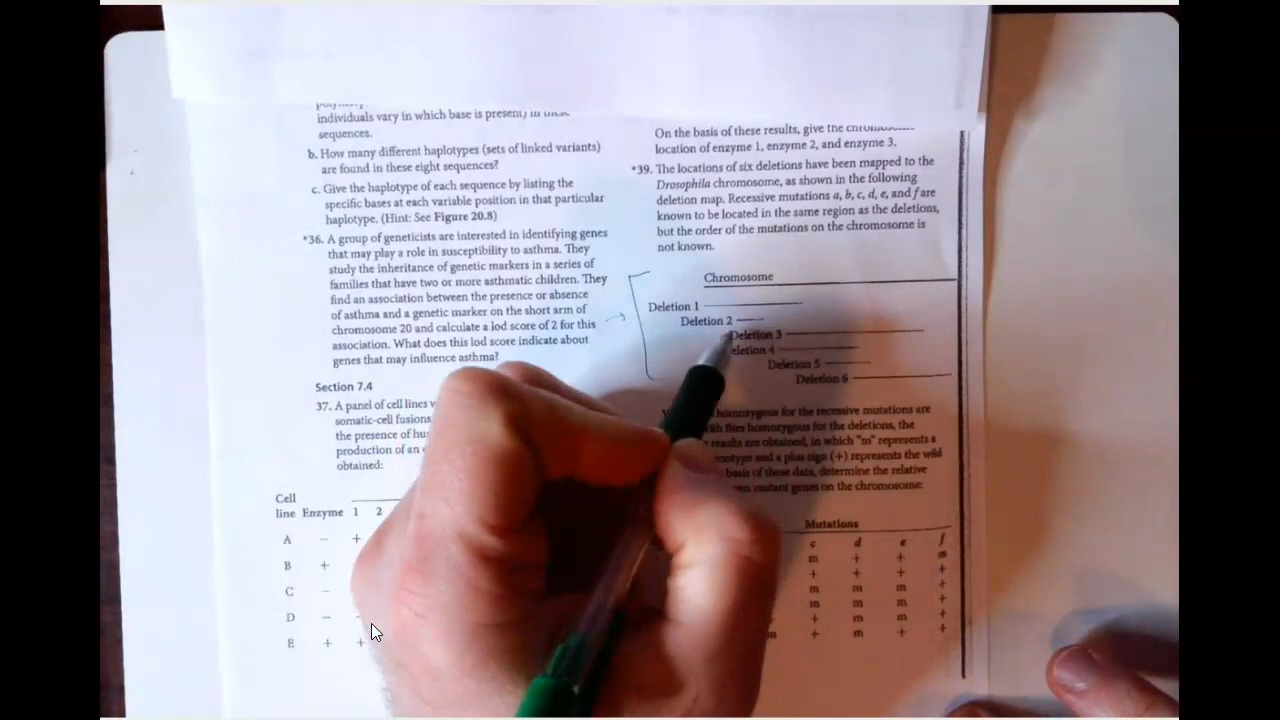 individuals vary in which base is present) in these
sequences.
b. How many different haplotypes (sets of linked variants)
are found in these eight sequences?
c. Give the haplotype of each sequence by listing the
specific bases at each variable position in that particular
haplotype. (Hint: See Figure 20.8)
*36. A group of geneticists are interested in identifying genes
that may play a role in susceptibility to asthma. They
study the inheritance of genetic markers in a series of
families that have two or more asthmatic children. They
find an association between the presence or absence
of asthma and a genetic marker on the short arm of
chromosome 20 and calculate a lod score of 2 for this
association. What does this lod score indicate about
genes that may influence asthma?
Section 7.4
37. A panel of cell lines
somatic-cell fusions
the presence of hu
production of an
obtained:
Cell
line Enzyme 1 2
A – +
B +
C –
D –
E + +
On the basis of these results, give the
location of enzyme 1, enzyme 2, and enzyme 3.
*39. The locations of six deletions have been mapped to the
Drosophila chromosome, as shown in the following
deletion map. Recessive mutations a, b, c, d, e, and f are
known to be located in the same region as the deletions,
but the order of the mutations on the chromosome is
not known.
Chromosome
Deletion 1
Deletion 2
Deletion 3
eletion 4
Deletion 5
Deletion 6
homozygous for the recessive mutations are
flies homozygous for the deletions, the
results are obtained, in which "m" represents a
notype and a plus sign (+) represents the wild
basis of these data, determine the relative
mutant genes on the chromosome:
Mutations
c d e f
m + + m
+ + + +
m m m +
m m m +
+ m m +
m + m + +